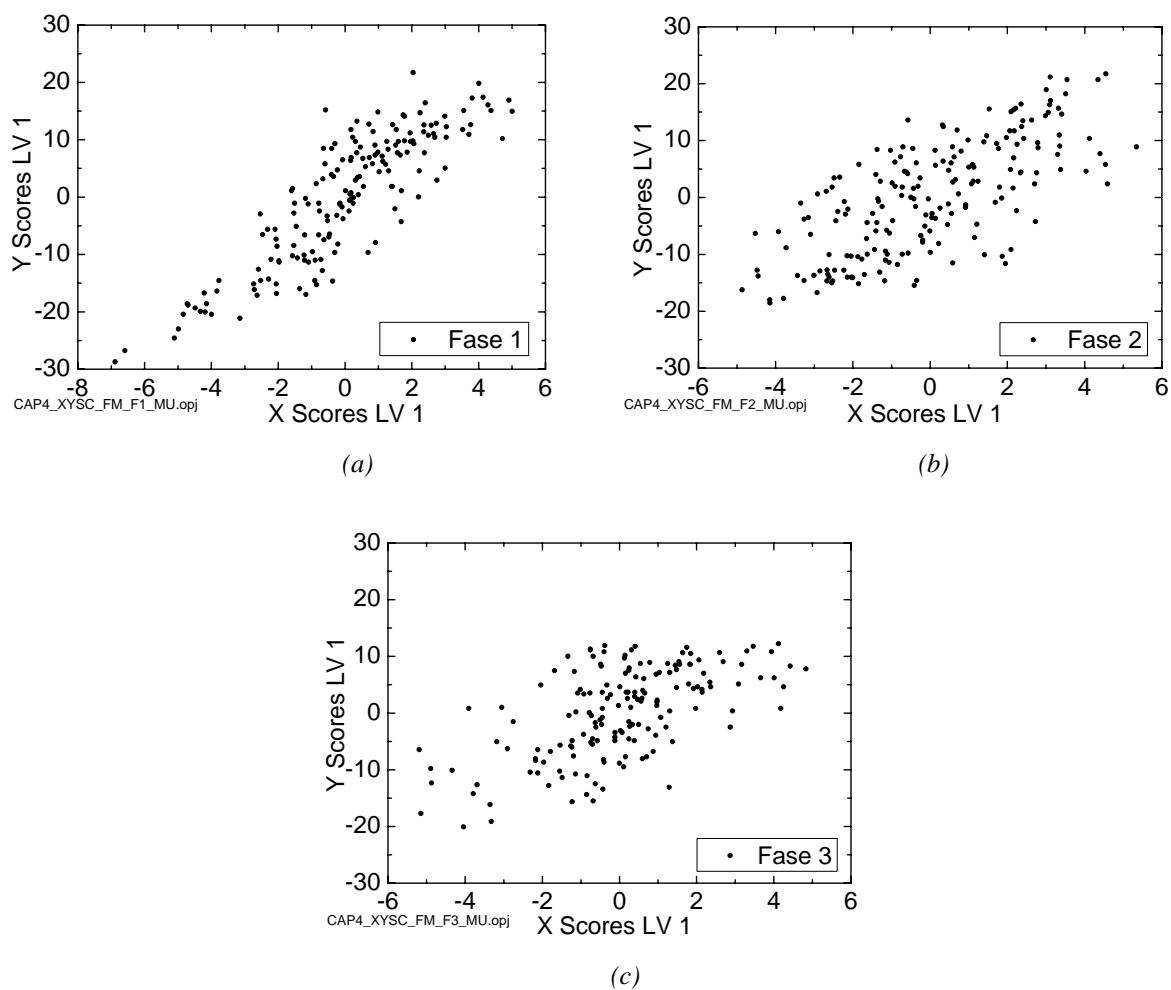 30
20
10
0
-10
-20
-30
Y Scores LV 1
Fase 1
-8 -6 -4 -2 0 2 4 6
CAP4_XYSC_FM_F1_MU.opj
X Scores LV 1
(a)
30
20
10
0
-10
-20
-30
Y Scores LV 1
Fase 2
-6 -4 -2 0 2 4 6
CAP4_XYSC_FM_F2_MU.opj
X Scores LV 1
(b)
30
20
10
0
-10
-20
-30
Y Scores LV 1
Fase 3
-6 -4 -2 0 2 4 6
CAP4_XYSC_FM_F3_MU.opj
X Scores LV 1
(c)